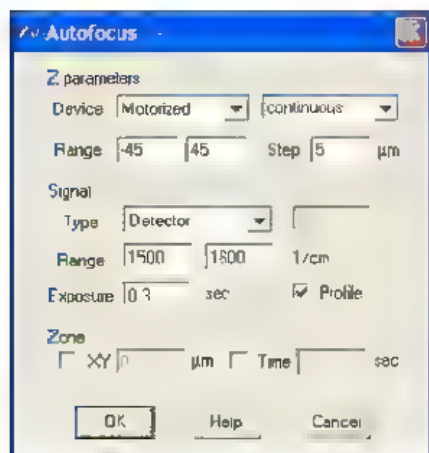 Autofocus
Z parameters
Device Motorized continuous
Range -45 45 Step 5 µm
Signal
Type Detector
Range 1500 1600 1/cm
Exposure 0.3 sec Profile
Zone
XY 0 µm Time sec
OK Help Cancel